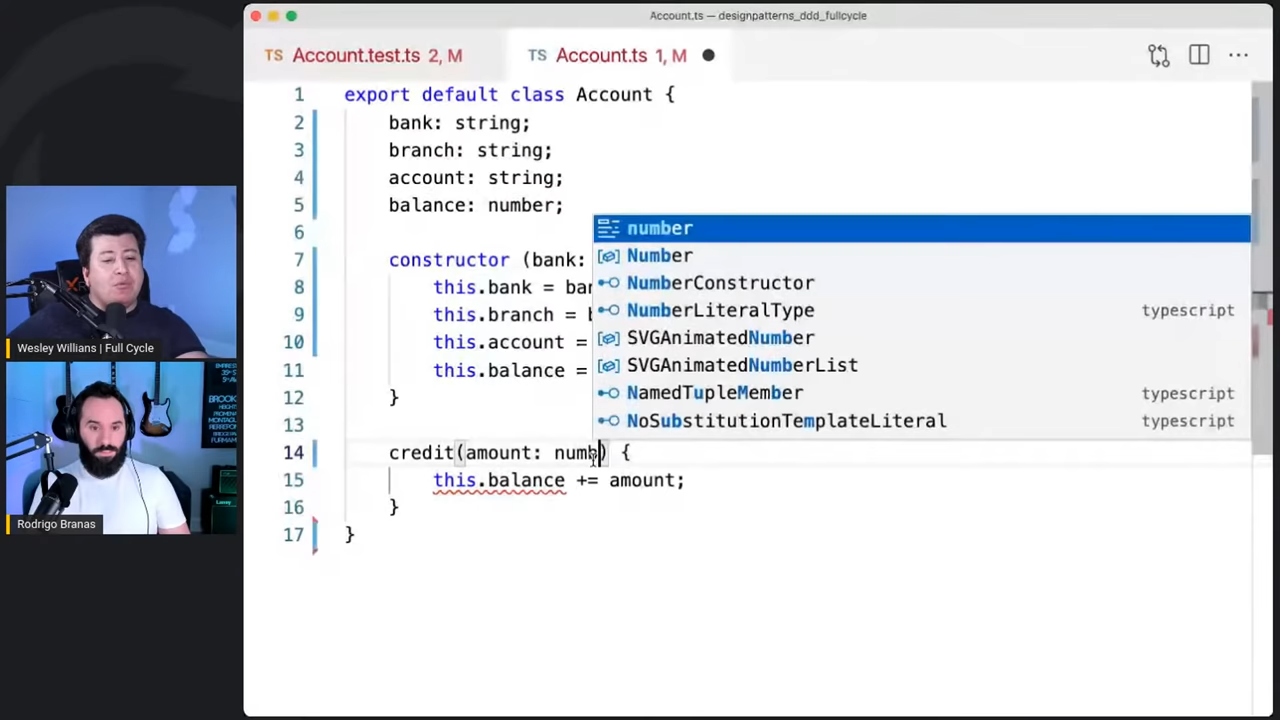 Account.ts — designpatterns_ddd_fullcycle
TS Account.test.ts 2, M
TS Account.ts 1, M
1 export default class Account {
2 bank: string;
3 branch: string;
4 account: string;
5 balance: number;
6
7 constructor (bank:
8 this.bank = ban
9 this.branch = b
10 this.account =
11 this.balance =
12 }
13
14 credit(amount: numb) {
15 this.balance += amount;
16 }
17 }
number
Number
NumberConstructor
NumberLiteralType typescript
SVGAnimatedNumber
SVGAnimatedNumberList
NamedTupleMember typescript
NoSubstitutionTemplateLiteral typescript
Wesley Willians | Full Cycle
BROOK
Rodrigo Branas